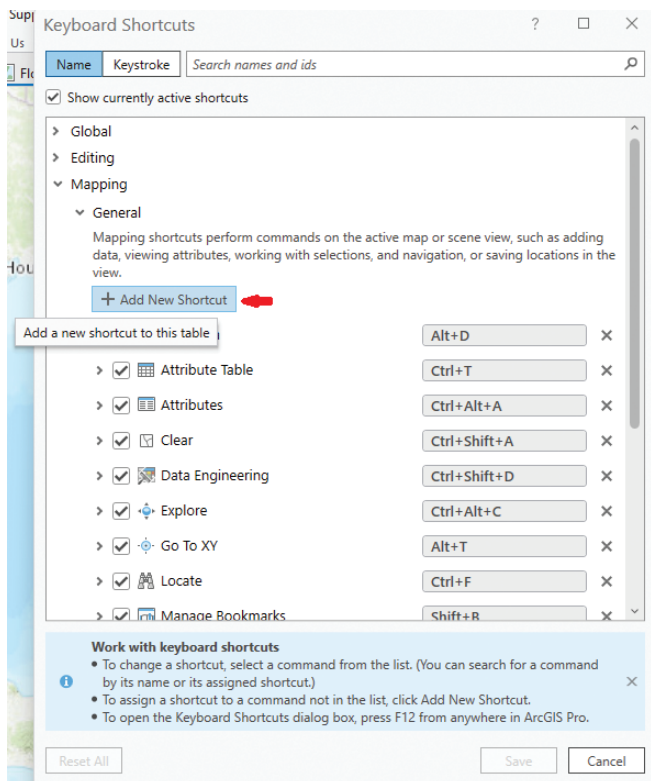 Supp
Us
Flo
Hou
Keyboard Shortcuts
?
Name Keystroke Search names and ids
Show currently active shortcuts
Global
Editing
Mapping
General
Mapping shortcuts perform commands on the active map or scene view, such as adding
data, viewing attributes, working with selections, and navigation, or saving locations in the
view.
+ Add New Shortcut
Add a new shortcut to this table
Alt+D
Attribute Table Ctrl+T
Attributes Ctrl+Alt+A
Clear Ctrl+Shift+A
Data Engineering Ctrl+Shift+D
Explore Ctrl+Alt+C
Go To XY Alt+T
Locate Ctrl+F
Manage Bookmarks Shift+B
Work with keyboard shortcuts
• To change a shortcut, select a command from the list. (You can search for a command
by its name or its assigned shortcut.)
• To assign a shortcut to a command not in the list, click Add New Shortcut.
• To open the Keyboard Shortcuts dialog box, press F12 from anywhere in ArcGIS Pro.
Reset All Save Cancel